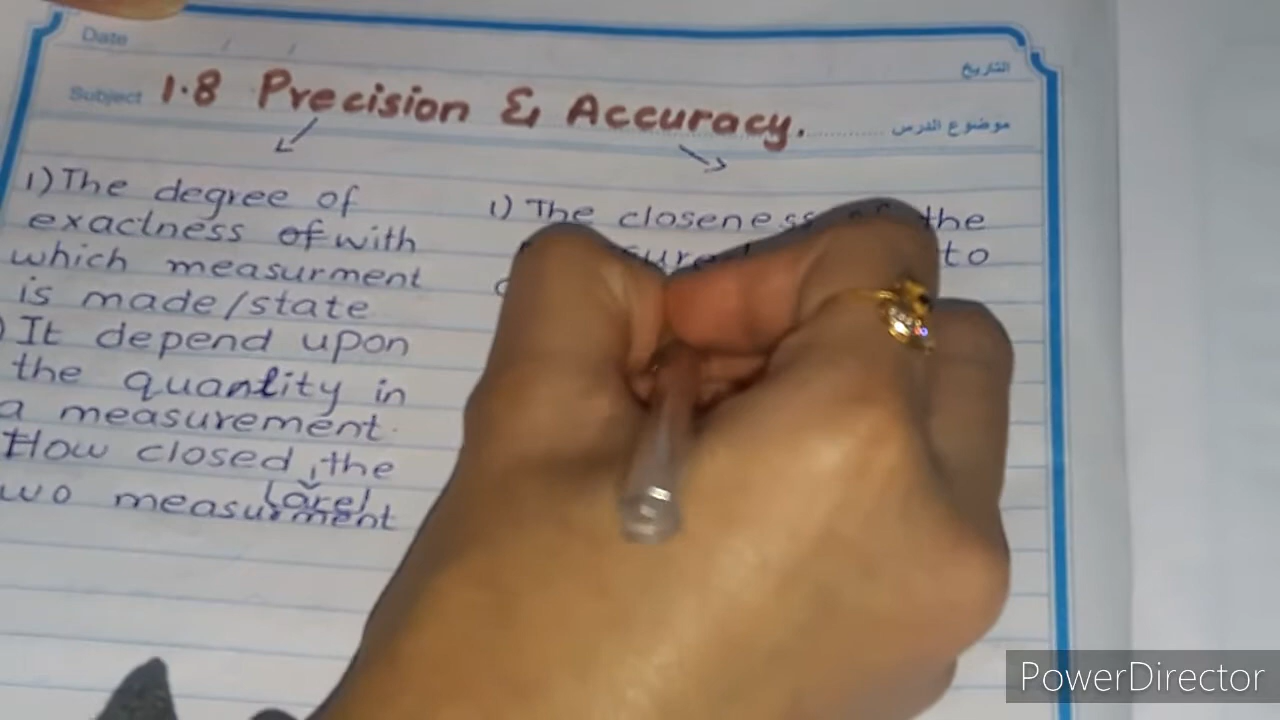 Date / /
التاريخ
Subject 1.8 Precision & Accuracy.
موضوع الدرس
1) The degree of
exactness of with
which measurment
is made/state
) It depend upon
the quantity in
a measurement.
How closed, the
(are)
wo measurment
1) The closeness the
to
PowerDirector